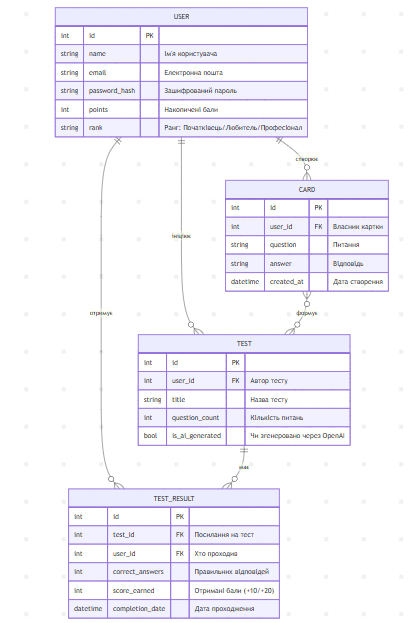 USER
int id PK
string name Ім'я користувача
string email Електронна пошта
string password_hash Зашифрований пароль
int points Накопичені бали
string rank Ранг: Початківець/Любитель/Професіонал
створює
CARD
int id PK
int user_id FK Власник картки
string question Питання
string answer Відповідь
datetime created_at Дата створення
ініціює
отримує
формує
TEST
int id PK
int user_id FK Автор тесту
string title Назва тесту
int question_count Кількість питань
bool is_ai_generated Чи згенеровано через OpenAI
має
TEST_RESULT
int id PK
int test_id FK Посилання на тест
int user_id FK Хто проходив
int correct_answers Правильних відповідей
int score_earned Отримані бали (+10/+20)
datetime completion_date Дата проходження